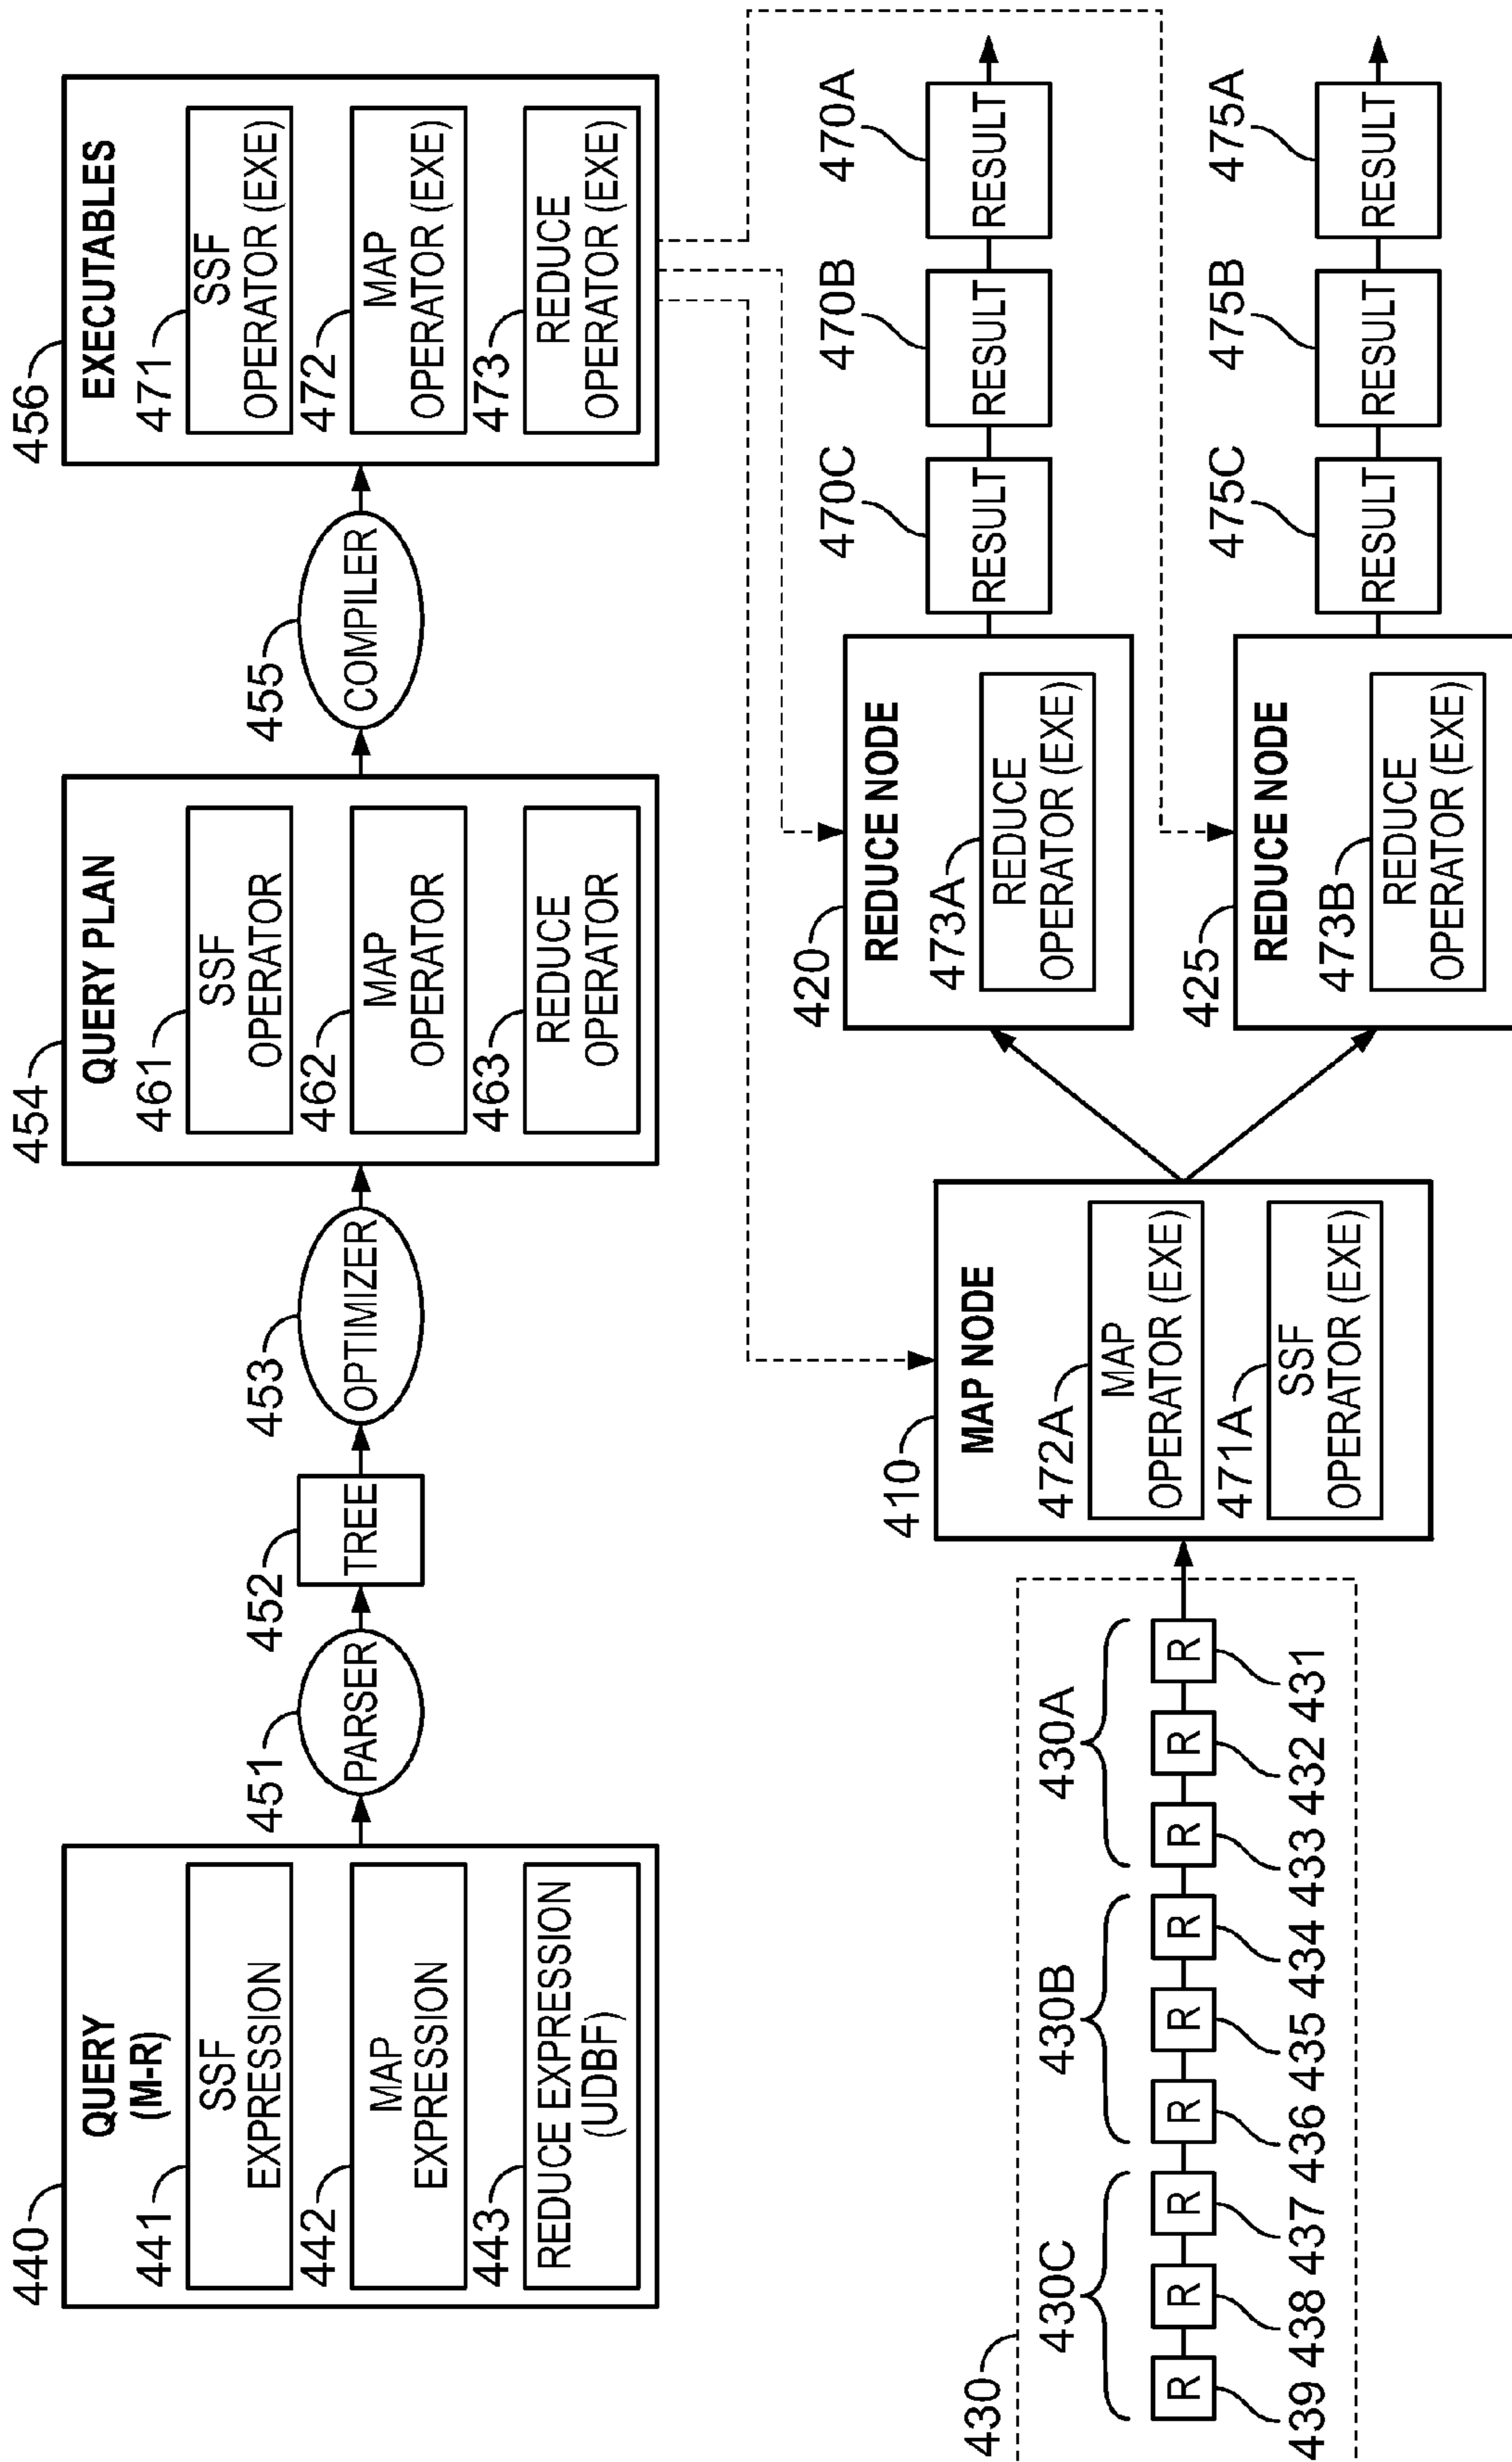 440
QUERY
(M-R)
441
SSF
EXPRESSION
442
MAP
EXPRESSION
443
REDUCE EXPRESSION
(UDBF)
451
PARSER
452
TREE
453
OPTIMIZER
454
QUERY PLAN
461
SSF
OPERATOR
462
MAP
OPERATOR
463
REDUCE
OPERATOR
455
COMPILER
456
EXECUTABLES
471
SSF
OPERATOR (EXE)
472
MAP
OPERATOR (EXE)
473
REDUCE
OPERATOR (EXE)
430
430C
430B
430A
R
R
R
R
R
R
R
R
R
439
438
437
436
435
434
433
432
431
410
MAP NODE
472A
MAP
OPERATOR (EXE)
471A
SSF
OPERATOR (EXE)
420
REDUCE NODE
473A
REDUCE
OPERATOR (EXE)
470C
470B
470A
RESULT
RESULT
RESULT
425
REDUCE NODE
473B
REDUCE
OPERATOR (EXE)
475C
475B
475A
RESULT
RESULT
RESULT